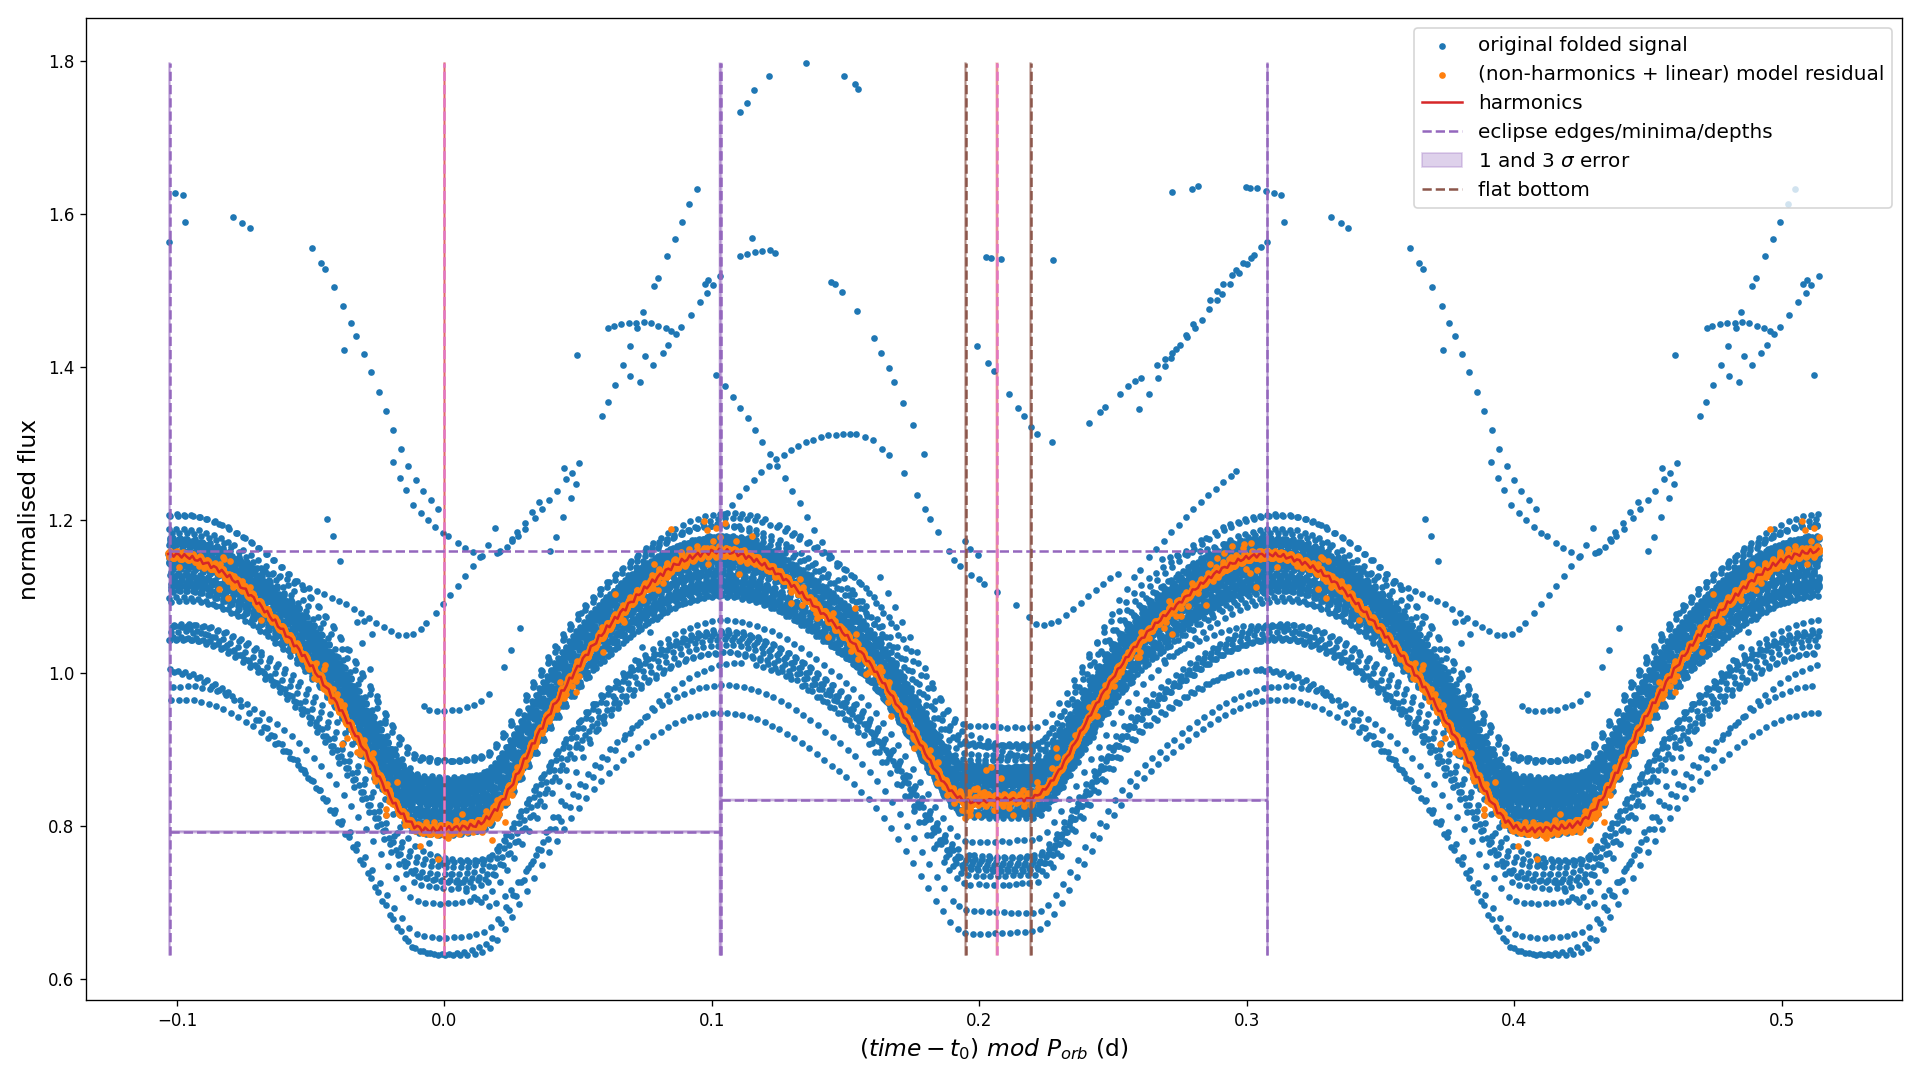 original folded signal
(non-harmonics + linear) model residual
harmonics
eclipse edges/minima/depths
1 and 3 σ error
flat bottom
normalised flux
1.8
1.6
1.4
1.2
1.0
0.8
0.6
−0.1 0.0 0.1 0.2 0.3 0.4 0.5
(time − t₀) mod Pₒᵣb (d)